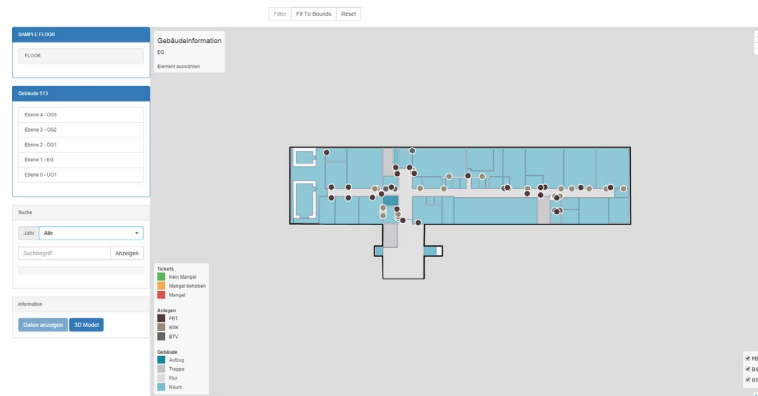 Filter Fit To Bounds Reset
SAMPLE FLOOR
FLOOR
Gebäude 513
Ebene 4 - OG3
Ebene 3 - OG2
Ebene 2 - OG1
Ebene 1 - EG
Ebene 0 - UG1
Suche
Jahr Alle
Suchbegriff Anzeigen
Information
Daten anzeigen 3D Model
Gebäudeinformation
EG
Element auswählen
Tickets
Kein Mangel
Mangel behoben
Mangel
Anlagen
FBT
BSK
BTV
Gebäude
Aufzug
Treppe
Flur
Raum